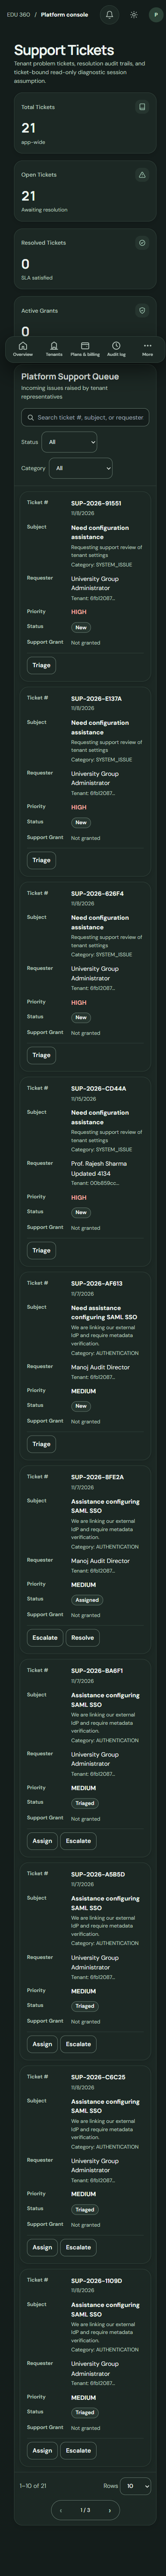 EDU 360 / Platform console
P
Support Tickets
Tenant problem tickets, resolution audit trails, and
ticket-bound read-only diagnostic session
assumption.
Total Tickets
21
app-wide
Open Tickets
21
Awaiting resolution
Resolved Tickets
0
SLA satisfied
Active Grants
0
Overview Tenants Plans & billing Audit log More
Platform Support Queue
Incoming issues raised by tenant
representatives
Search ticket #, subject, or requester
Status All
Category All
Ticket # SUP-2026-91551
11/8/2026
Subject Need configuration
assistance
Requesting support review of
tenant settings
Category: SYSTEM_ISSUE
Requester University Group
Administrator
Tenant: 6fb12087...
Priority HIGH
Status New
Support Grant Not granted
Triage
Ticket # SUP-2026-E137A
11/8/2026
Subject Need configuration
assistance
Requesting support review of
tenant settings
Category: SYSTEM_ISSUE
Requester University Group
Administrator
Tenant: 6fb12087...
Priority HIGH
Status New
Support Grant Not granted
Triage
Ticket # SUP-2026-626F4
11/8/2026
Subject Need configuration
assistance
Requesting support review of
tenant settings
Category: SYSTEM_ISSUE
Requester University Group
Administrator
Tenant: 6fb12087...
Priority HIGH
Status New
Support Grant Not granted
Triage
Ticket # SUP-2026-CD44A
11/15/2026
Subject Need configuration
assistance
Requesting support review of
tenant settings
Category: SYSTEM_ISSUE
Requester Prof. Rajesh Sharma
Updated 4134
Tenant: 00b859cc...
Priority HIGH
Status New
Support Grant Not granted
Triage
Ticket # SUP-2026-AF613
11/7/2026
Subject Need assistance
configuring SAML SSO
We are linking our external
IdP and require metadata
verification.
Category: AUTHENTICATION
Requester Manoj Audit Director
Tenant: 6fb12087...
Priority MEDIUM
Status New
Support Grant Not granted
Triage
Ticket # SUP-2026-8FE2A
11/7/2026
Subject Assistance configuring
SAML SSO
We are linking our external
IdP and require metadata
verification.
Category: AUTHENTICATION
Requester Manoj Audit Director
Tenant: 6fb12087...
Priority MEDIUM
Status Assigned
Support Grant Not granted
Escalate Resolve
Ticket # SUP-2026-BA6F1
11/7/2026
Subject Assistance configuring
SAML SSO
We are linking our external
IdP and require metadata
verification.
Category: AUTHENTICATION
Requester University Group
Administrator
Tenant: 6fb12087...
Priority MEDIUM
Status Triaged
Support Grant Not granted
Assign Escalate
Ticket # SUP-2026-A5B5D
11/7/2026
Subject Assistance configuring
SAML SSO
We are linking our external
IdP and require metadata
verification.
Category: AUTHENTICATION
Requester University Group
Administrator
Tenant: 6fb12087...
Priority MEDIUM
Status Triaged
Support Grant Not granted
Assign Escalate
Ticket # SUP-2026-C6C25
11/8/2026
Subject Assistance configuring
SAML SSO
We are linking our external
IdP and require metadata
verification.
Category: AUTHENTICATION
Requester University Group
Administrator
Tenant: 6fb12087...
Priority MEDIUM
Status Triaged
Support Grant Not granted
Assign Escalate
Ticket # SUP-2026-1109D
11/8/2026
Subject Assistance configuring
SAML SSO
We are linking our external
IdP and require metadata
verification.
Category: AUTHENTICATION
Requester University Group
Administrator
Tenant: 6fb12087...
Priority MEDIUM
Status Triaged
Support Grant Not granted
Assign Escalate
1–10 of 21 Rows 10
‹ 1 / 3 ›